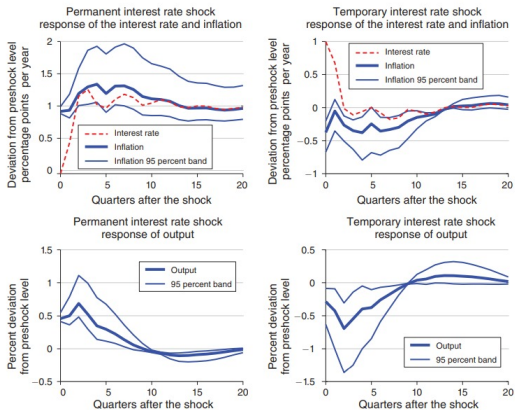 Permanent interest rate shock
response of the interest rate and inflation
Deviation from preshock level
percentage points per year
2
1.5
1
0.5
0
Interest rate
Inflation
Inflation 95 percent band
0 5 10 15 20
Quarters after the shock
Temporary interest rate shock
response of the interest rate and inflation
Deviation from preshock level
percentage points per year
1
0.5
0
−0.5
−1
Interest rate
Inflation
Inflation 95 percent band
0 5 10 15 20
Quarters after the shock
Permanent interest rate shock
response of output
Percent deviation
from preshock level
1.5
1
0.5
0
−0.5
Output
95 percent band
0 5 10 15 20
Quarters after the shock
Temporary interest rate shock
response of output
Percent deviation
from preshock level
0.5
0
−0.5
−1
−1.5
Output
95 percent band
0 5 10 15 20
Quarters after the shock